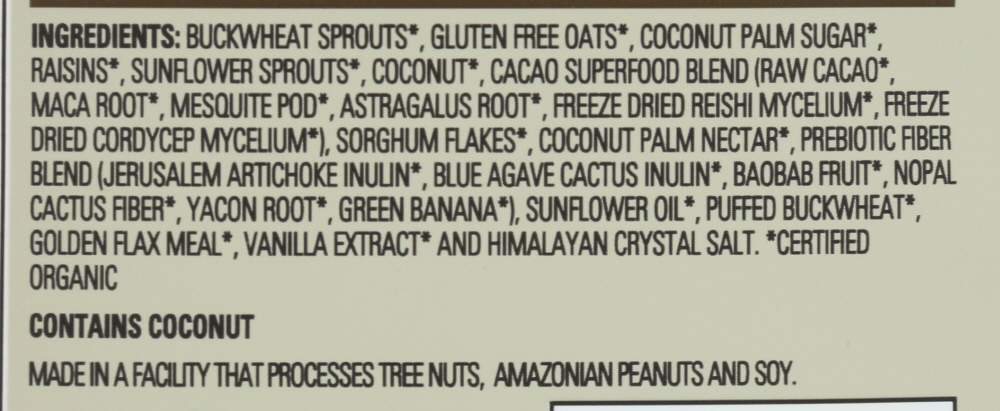 INGREDIENTS: BUCKWHEAT SPROUTS*, GLUTEN FREE OATS*, COCONUT PALM SUGAR*,
RAISINS*, SUNFLOWER SPROUTS*, COCONUT*, CACAO SUPERFOOD BLEND (RAW CACAO*,
MACA ROOT*, MESQUITE POD*, ASTRAGALUS ROOT*, FREEZE DRIED REISHI MYCELIUM*, FREEZE
DRIED CORDYCEP MYCELIUM*), SORGHUM FLAKES*, COCONUT PALM NECTAR*, PREBIOTIC FIBER
BLEND (JERUSALEM ARTICHOKE INULIN*, BLUE AGAVE CACTUS INULIN*, BAOBAB FRUIT*, NOPAL
CACTUS FIBER*, YACON ROOT*, GREEN BANANA*), SUNFLOWER OIL*, PUFFED BUCKWHEAT*,
GOLDEN FLAX MEAL*, VANILLA EXTRACT* AND HIMALAYAN CRYSTAL SALT. *CERTIFIED
ORGANIC
CONTAINS COCONUT
MADE IN A FACILITY THAT PROCESSES TREE NUTS, AMAZONIAN PEANUTS AND SOY.